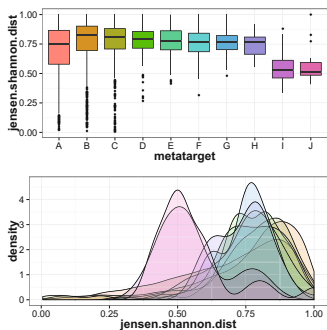 1.00
0.75
0.50
0.25
0.00
jensen.shannon.dist
A B C D E F G H I J
metatarget
4
3
2
1
0
density
0.00 0.25 0.50 0.75 1.00
jensen.shannon.dist